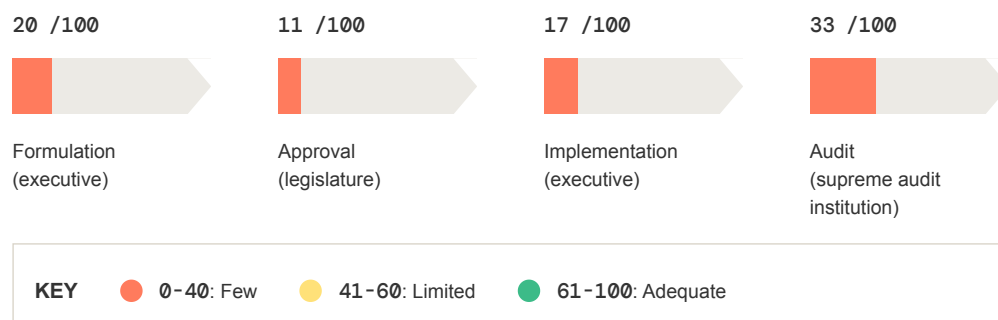 20 /100
11 /100
17 /100
33 /100
Formulation
(executive)
Approval
(legislature)
Implementation
(executive)
Audit
(supreme audit
institution)
KEY
0-40: Few
41-60: Limited
61-100: Adequate